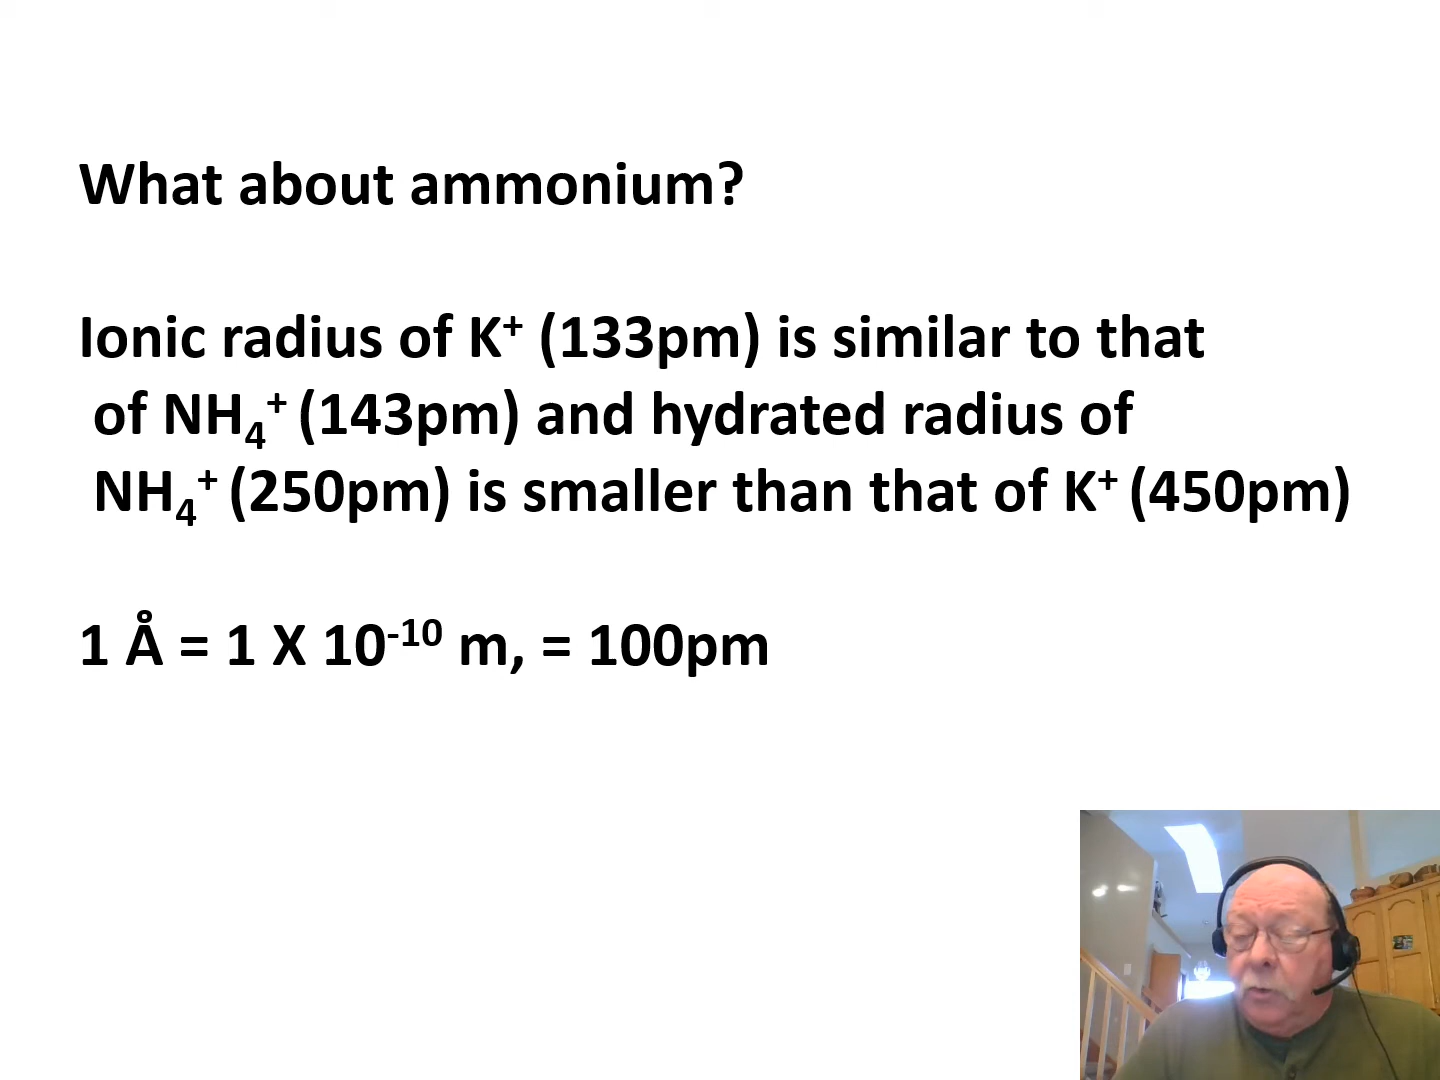 What about ammonium?
Ionic radius of K⁺ (133pm) is similar to that
of NH₄⁺ (143pm) and hydrated radius of
NH₄⁺ (250pm) is smaller than that of K⁺ (450pm)
1 Å = 1 X 10⁻¹⁰ m, = 100pm